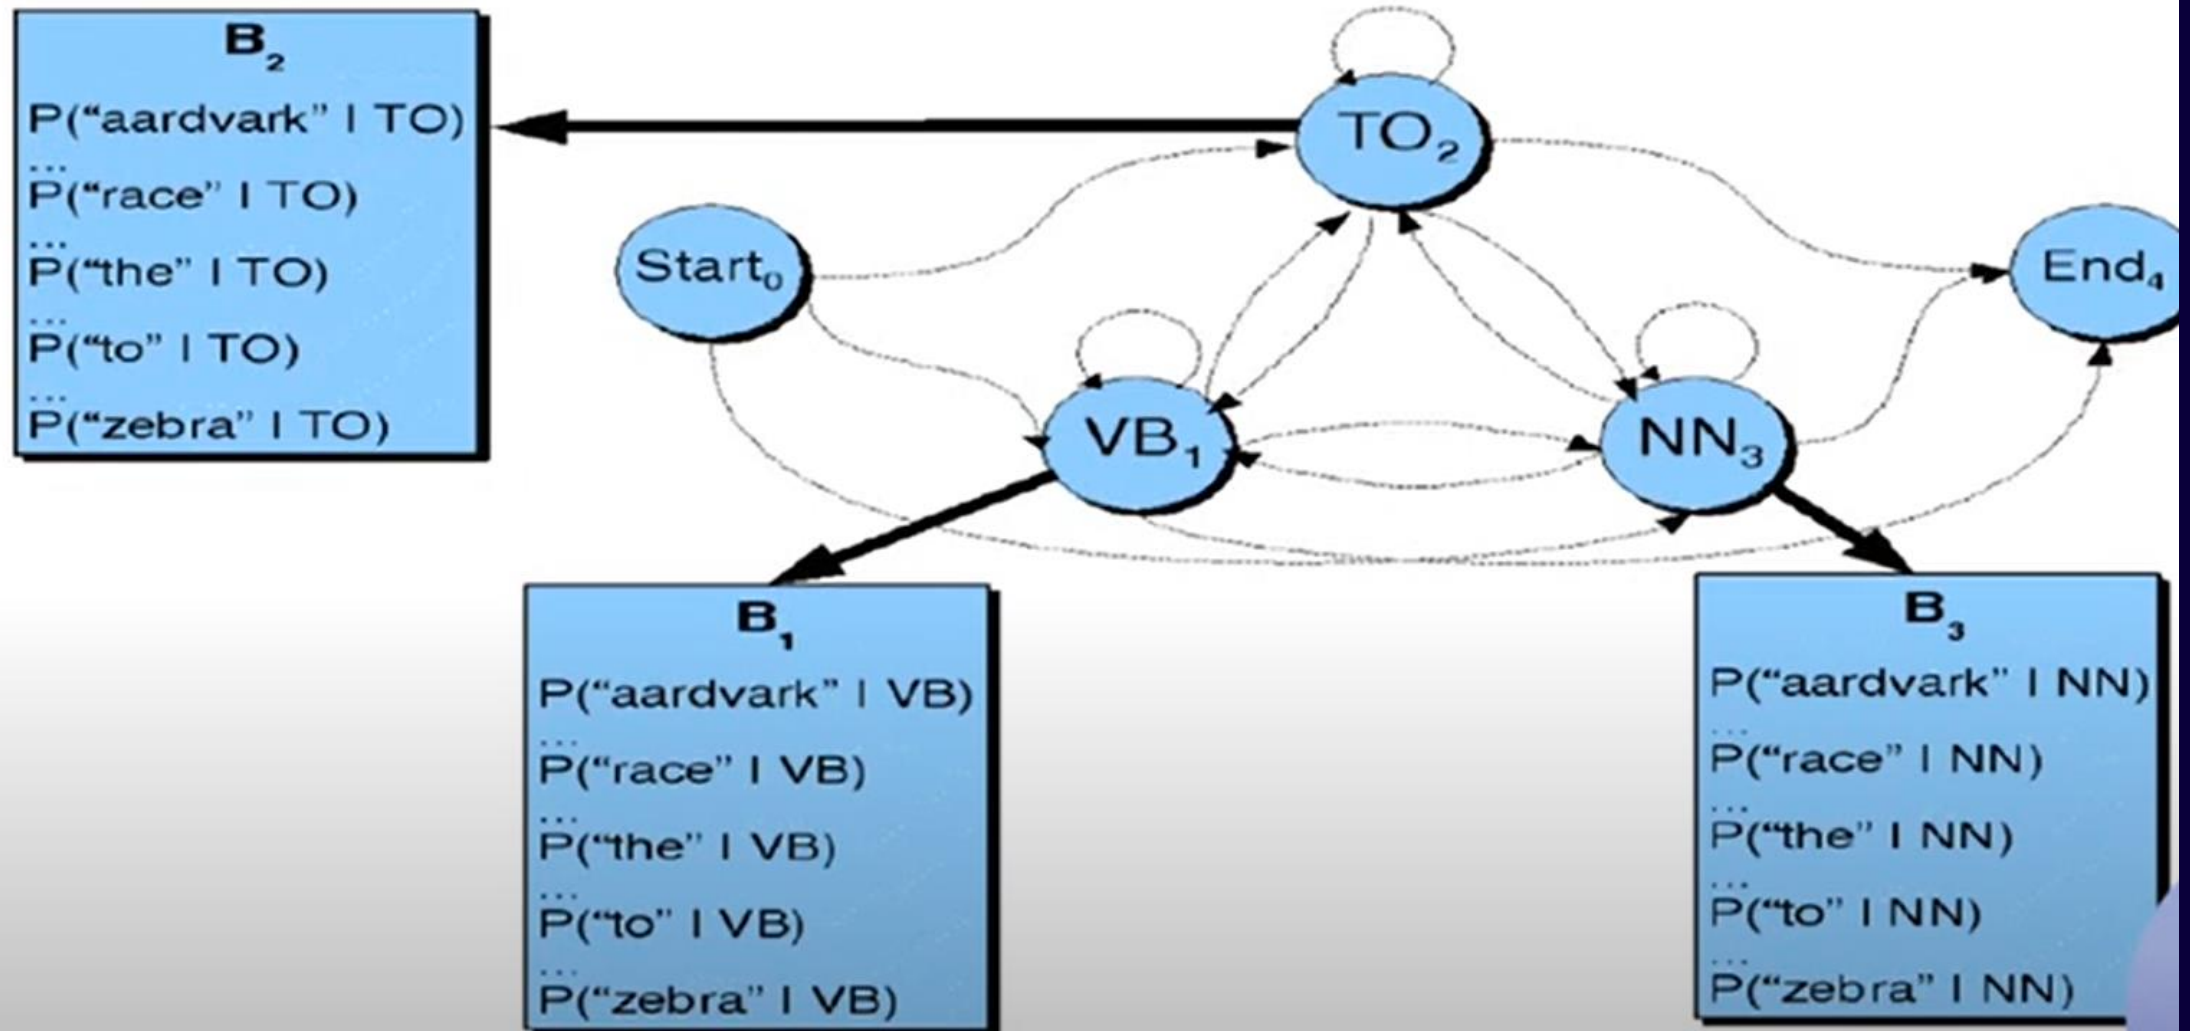 B₂
P(“aardvark” | TO)
...
P(“race” | TO)
...
P(“the” | TO)
...
P(“to” | TO)
...
P(“zebra” | TO)
TO₂
Start₀
End₄
VB₁
NN₃
B₁
P(“aardvark” | VB)
...
P(“race” | VB)
...
P(“the” | VB)
...
P(“to” | VB)
...
P(“zebra” | VB)
B₃
P(“aardvark” | NN)
...
P(“race” | NN)
...
P(“the” | NN)
...
P(“to” | NN)
...
P(“zebra” | NN)